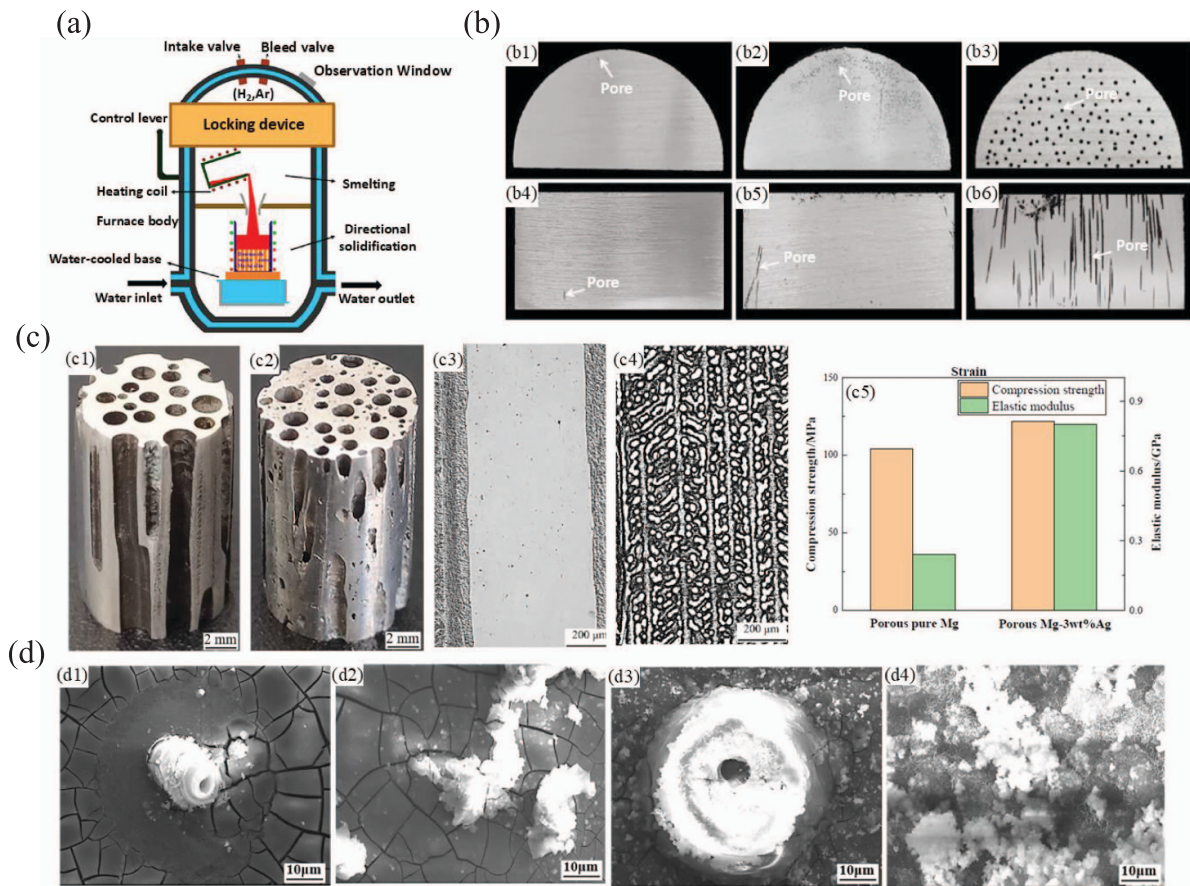 (a)
Intake valve
Bleed valve
Observation Window
(H2,Ar)
Control lever
Locking device
Heating coil
Smelting
Furnace body
Directional
solidification
Water-cooled base
Water inlet
Water outlet
(b)
(b1)
Pore
(b2)
Pore
(b3)
Pore
(b4)
Pore
(b5)
Pore
(b6)
Pore
(c)
(c1)
2 mm
(c2)
2 mm
(c3)
200 μm
(c4)
200 μm
Strain
(c5)
Compression strength
Elastic modulus
150
100
50
0
Compression strength/MPa
0.9
0.6
0.3
0.0
Elastic modulus/GPa
Porous pure Mg
Porous Mg-3wt%Ag
(d)
(d1)
10μm
(d2)
10μm
(d3)
10μm
(d4)
10μm